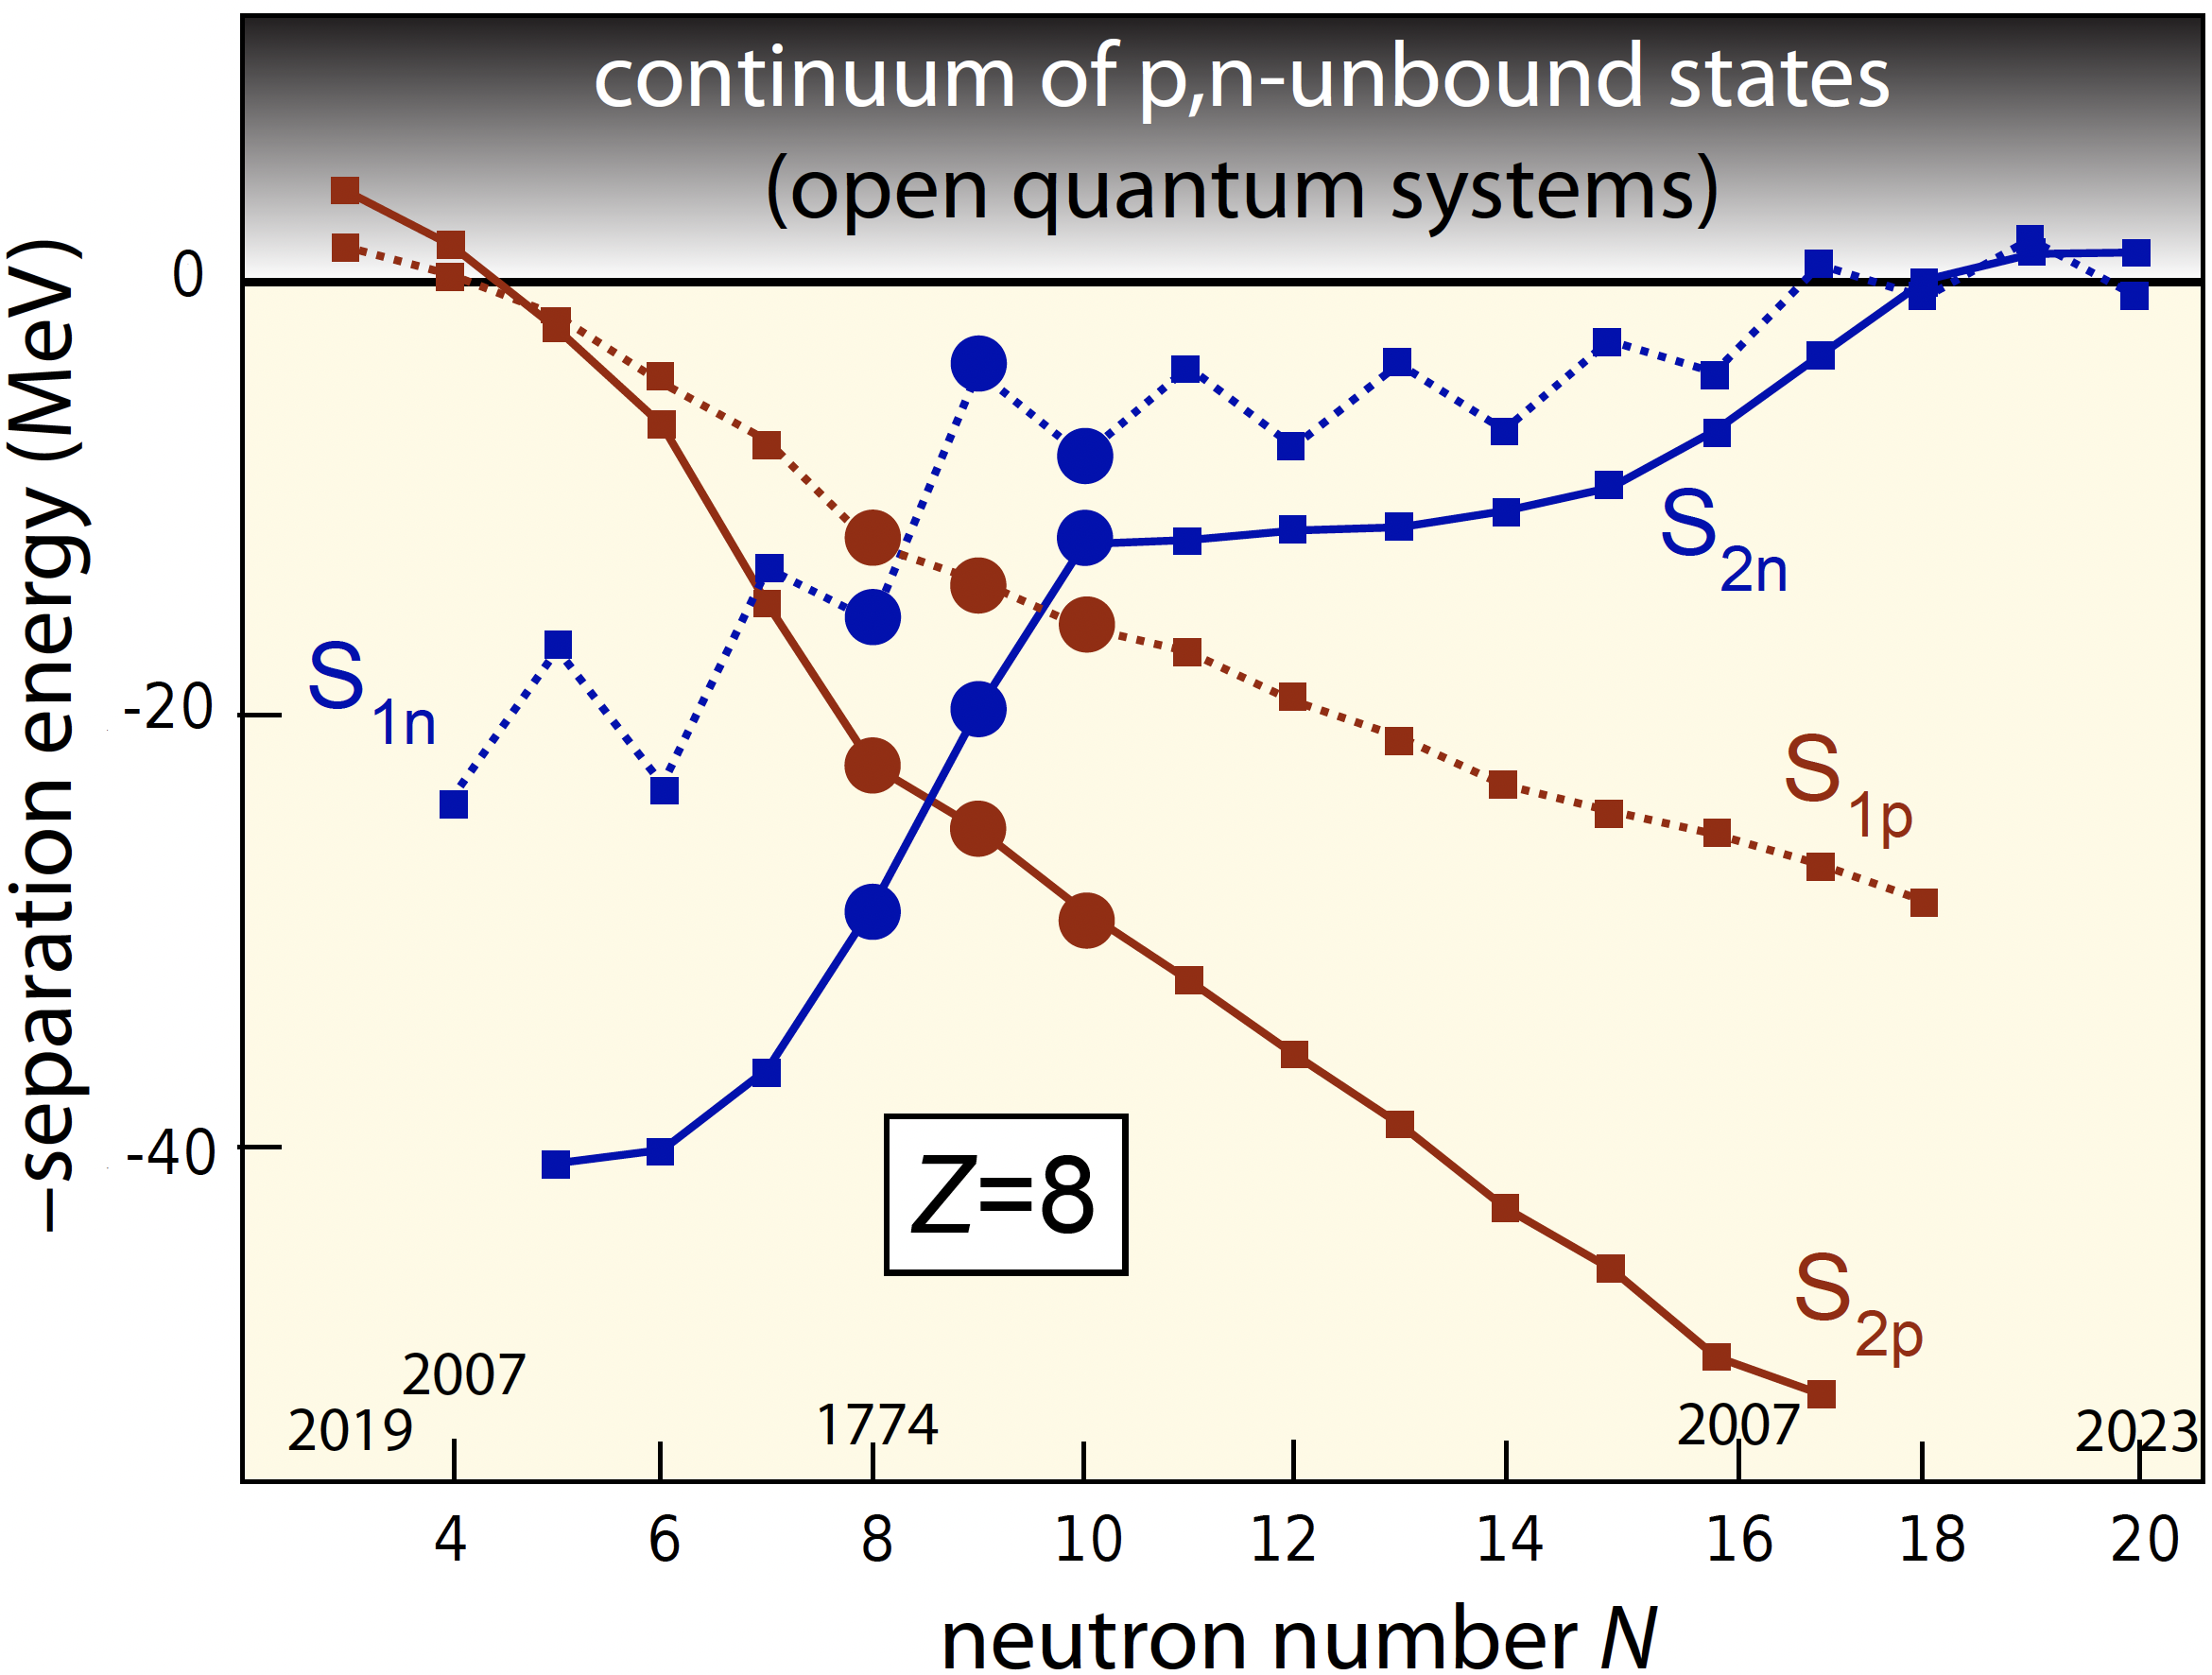 continuum of p,n-unbound states
(open quantum systems)
–separation energy (MeV)
0
-20
-40
S1n
S2n
S1p
S2p
Z=8
2019
2007
1774
2007
2023
4 6 8 10 12 14 16 18 20
neutron number N